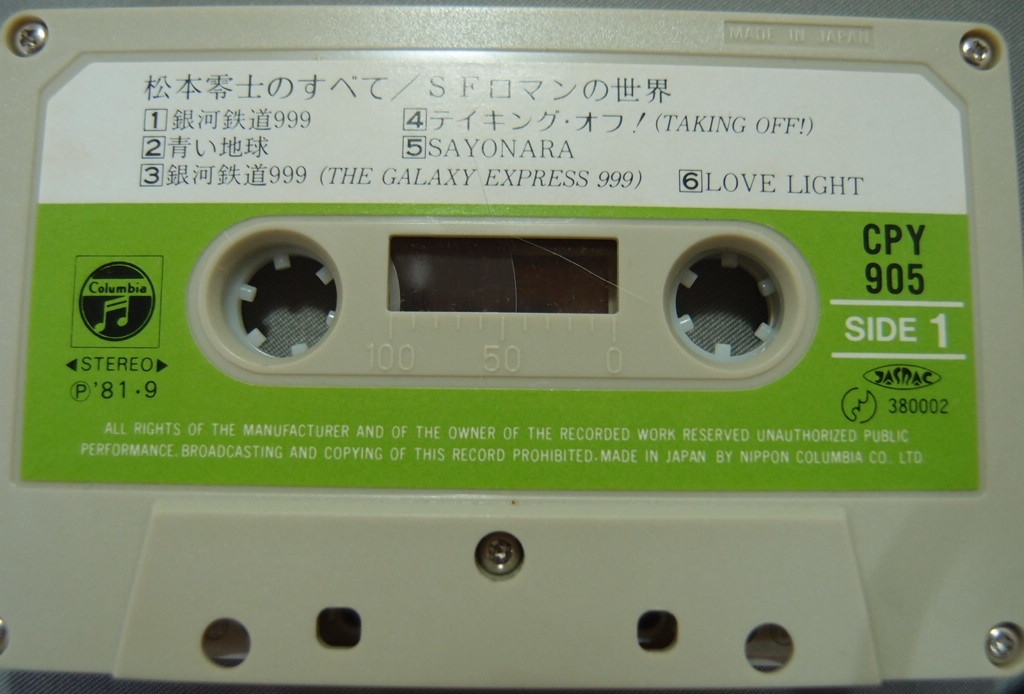 MADE IN JAPAN
松本零士のすべて／ＳＦロマンの世界
1 銀河鉄道999
2 青い地球
3 銀河鉄道999 (THE GALAXY EXPRESS 999)
4 テイキング・オフ！(TAKING OFF!)
5 SAYONARA
6 LOVE LIGHT
Columbia
◀STEREO▶
Ⓟ'81・9
100 50 0
CPY
905
SIDE 1
JASRAC
380002
ALL RIGHTS OF THE MANUFACTURER AND OF THE OWNER OF THE RECORDED WORK RESERVED UNAUTHORIZED PUBLIC
PERFORMANCE. BROADCASTING AND COPYING OF THIS RECORD PROHIBITED・MADE IN JAPAN BY NIPPON COLUMBIA CO. LTD.